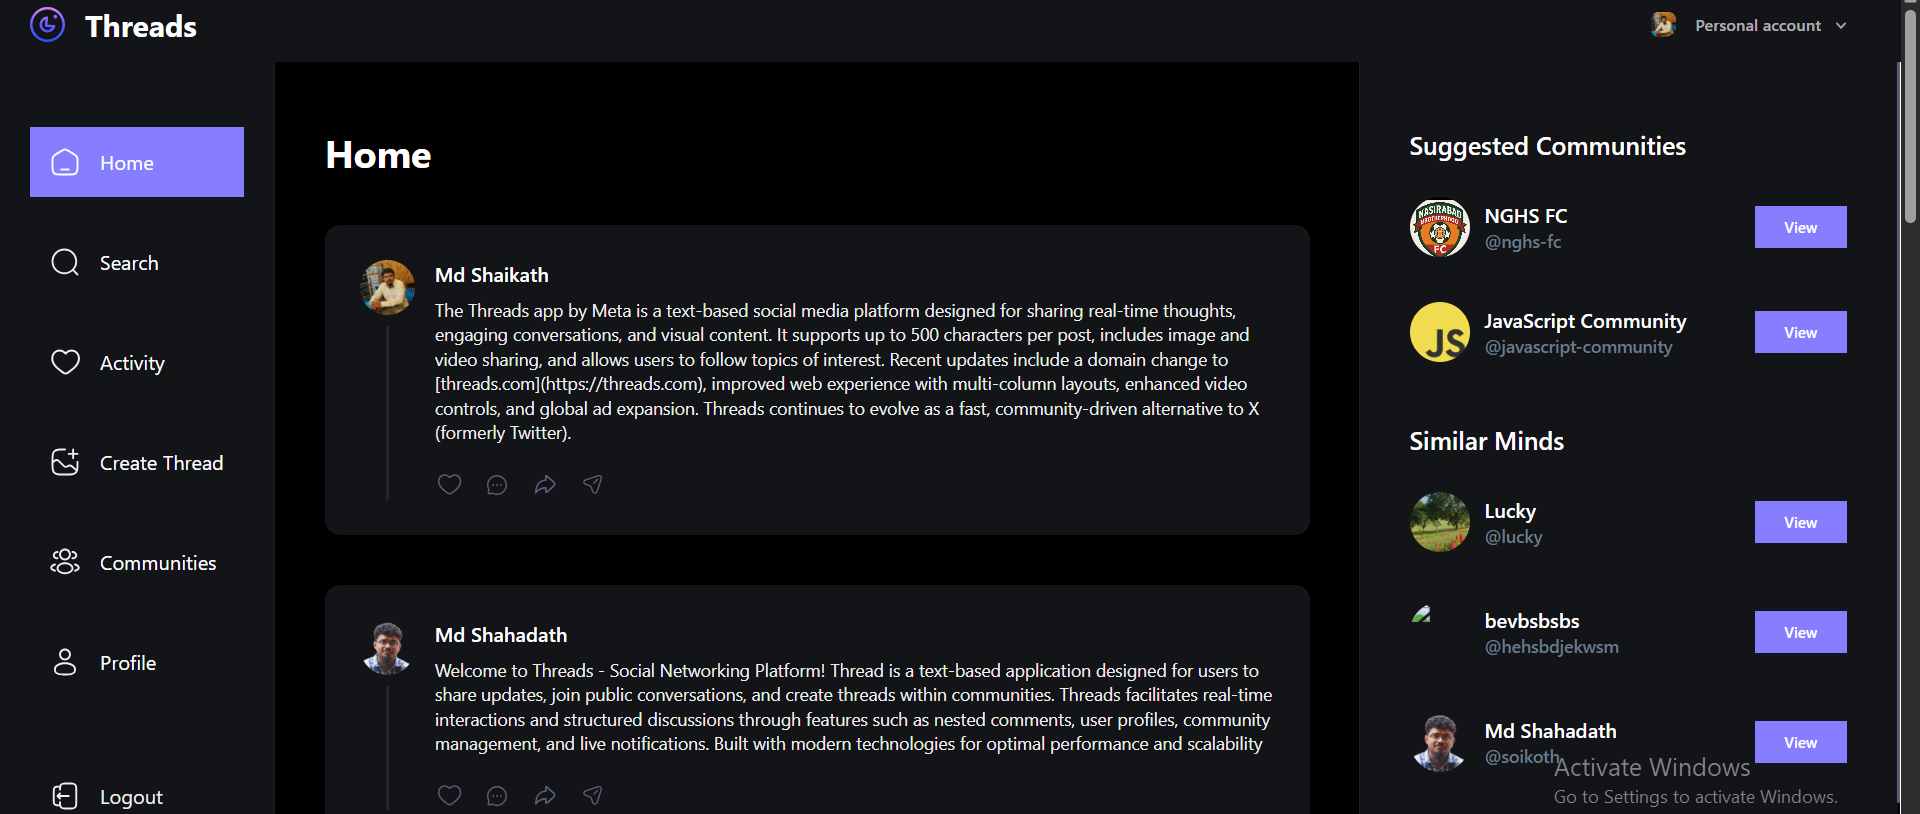 Threads
Personal account
Home
Search
Activity
Create Thread
Communities
Profile
Logout
Home
Md Shaikath
The Threads app by Meta is a text-based social media platform designed for sharing real-time thoughts,
engaging conversations, and visual content. It supports up to 500 characters per post, includes image and
video sharing, and allows users to follow topics of interest. Recent updates include a domain change to
[threads.com](https://threads.com), improved web experience with multi-column layouts, enhanced video
controls, and global ad expansion. Threads continues to evolve as a fast, community-driven alternative to X
(formerly Twitter).
Md Shahadath
Welcome to Threads - Social Networking Platform! Thread is a text-based application designed for users to
share updates, join public conversations, and create threads within communities. Threads facilitates real-time
interactions and structured discussions through features such as nested comments, user profiles, community
management, and live notifications. Built with modern technologies for optimal performance and scalability
Suggested Communities
NASIRABAD
BROTHERHOOD
FC
NGHS FC
@nghs-fc
View
JS
JavaScript Community
@javascript-community
View
Similar Minds
Lucky
@lucky
View
bevbsbsbs
@hehsbdjekwsm
View
Md Shahadath
@soikoth
View
Activate Windows
Go to Settings to activate Windows.